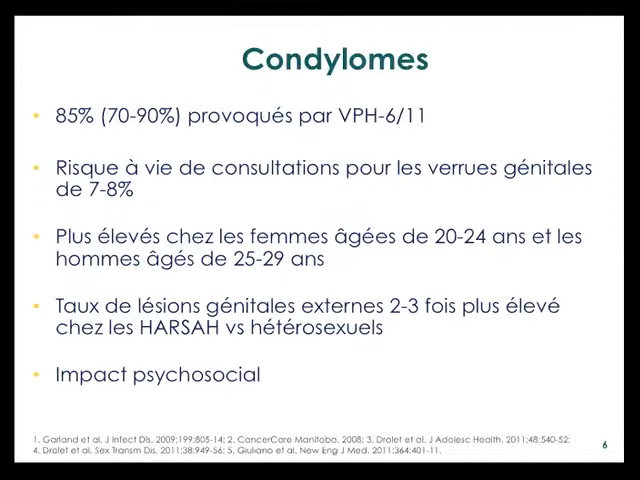 Condylomes
• 85% (70-90%) provoqués par VPH-6/11
• Risque à vie de consultations pour les verrues génitales
de 7-8%
• Plus élevés chez les femmes âgées de 20-24 ans et les
hommes âgés de 25-29 ans
• Taux de lésions génitales externes 2-3 fois plus élevé
chez les HARSAH vs hétérosexuels
• Impact psychosocial
1. Garland et al. J Infect Dis. 2009;199:805-14; 2. CancerCare Manitoba. 2008; 3. Drolet et al. J Adolesc Health. 2011;48:540-52;
4. Drolet et al. Sex Transm Dis. 2011;38:949-56; 5. Giuliano et al. New Eng J Med. 2011;364:401-11.
6